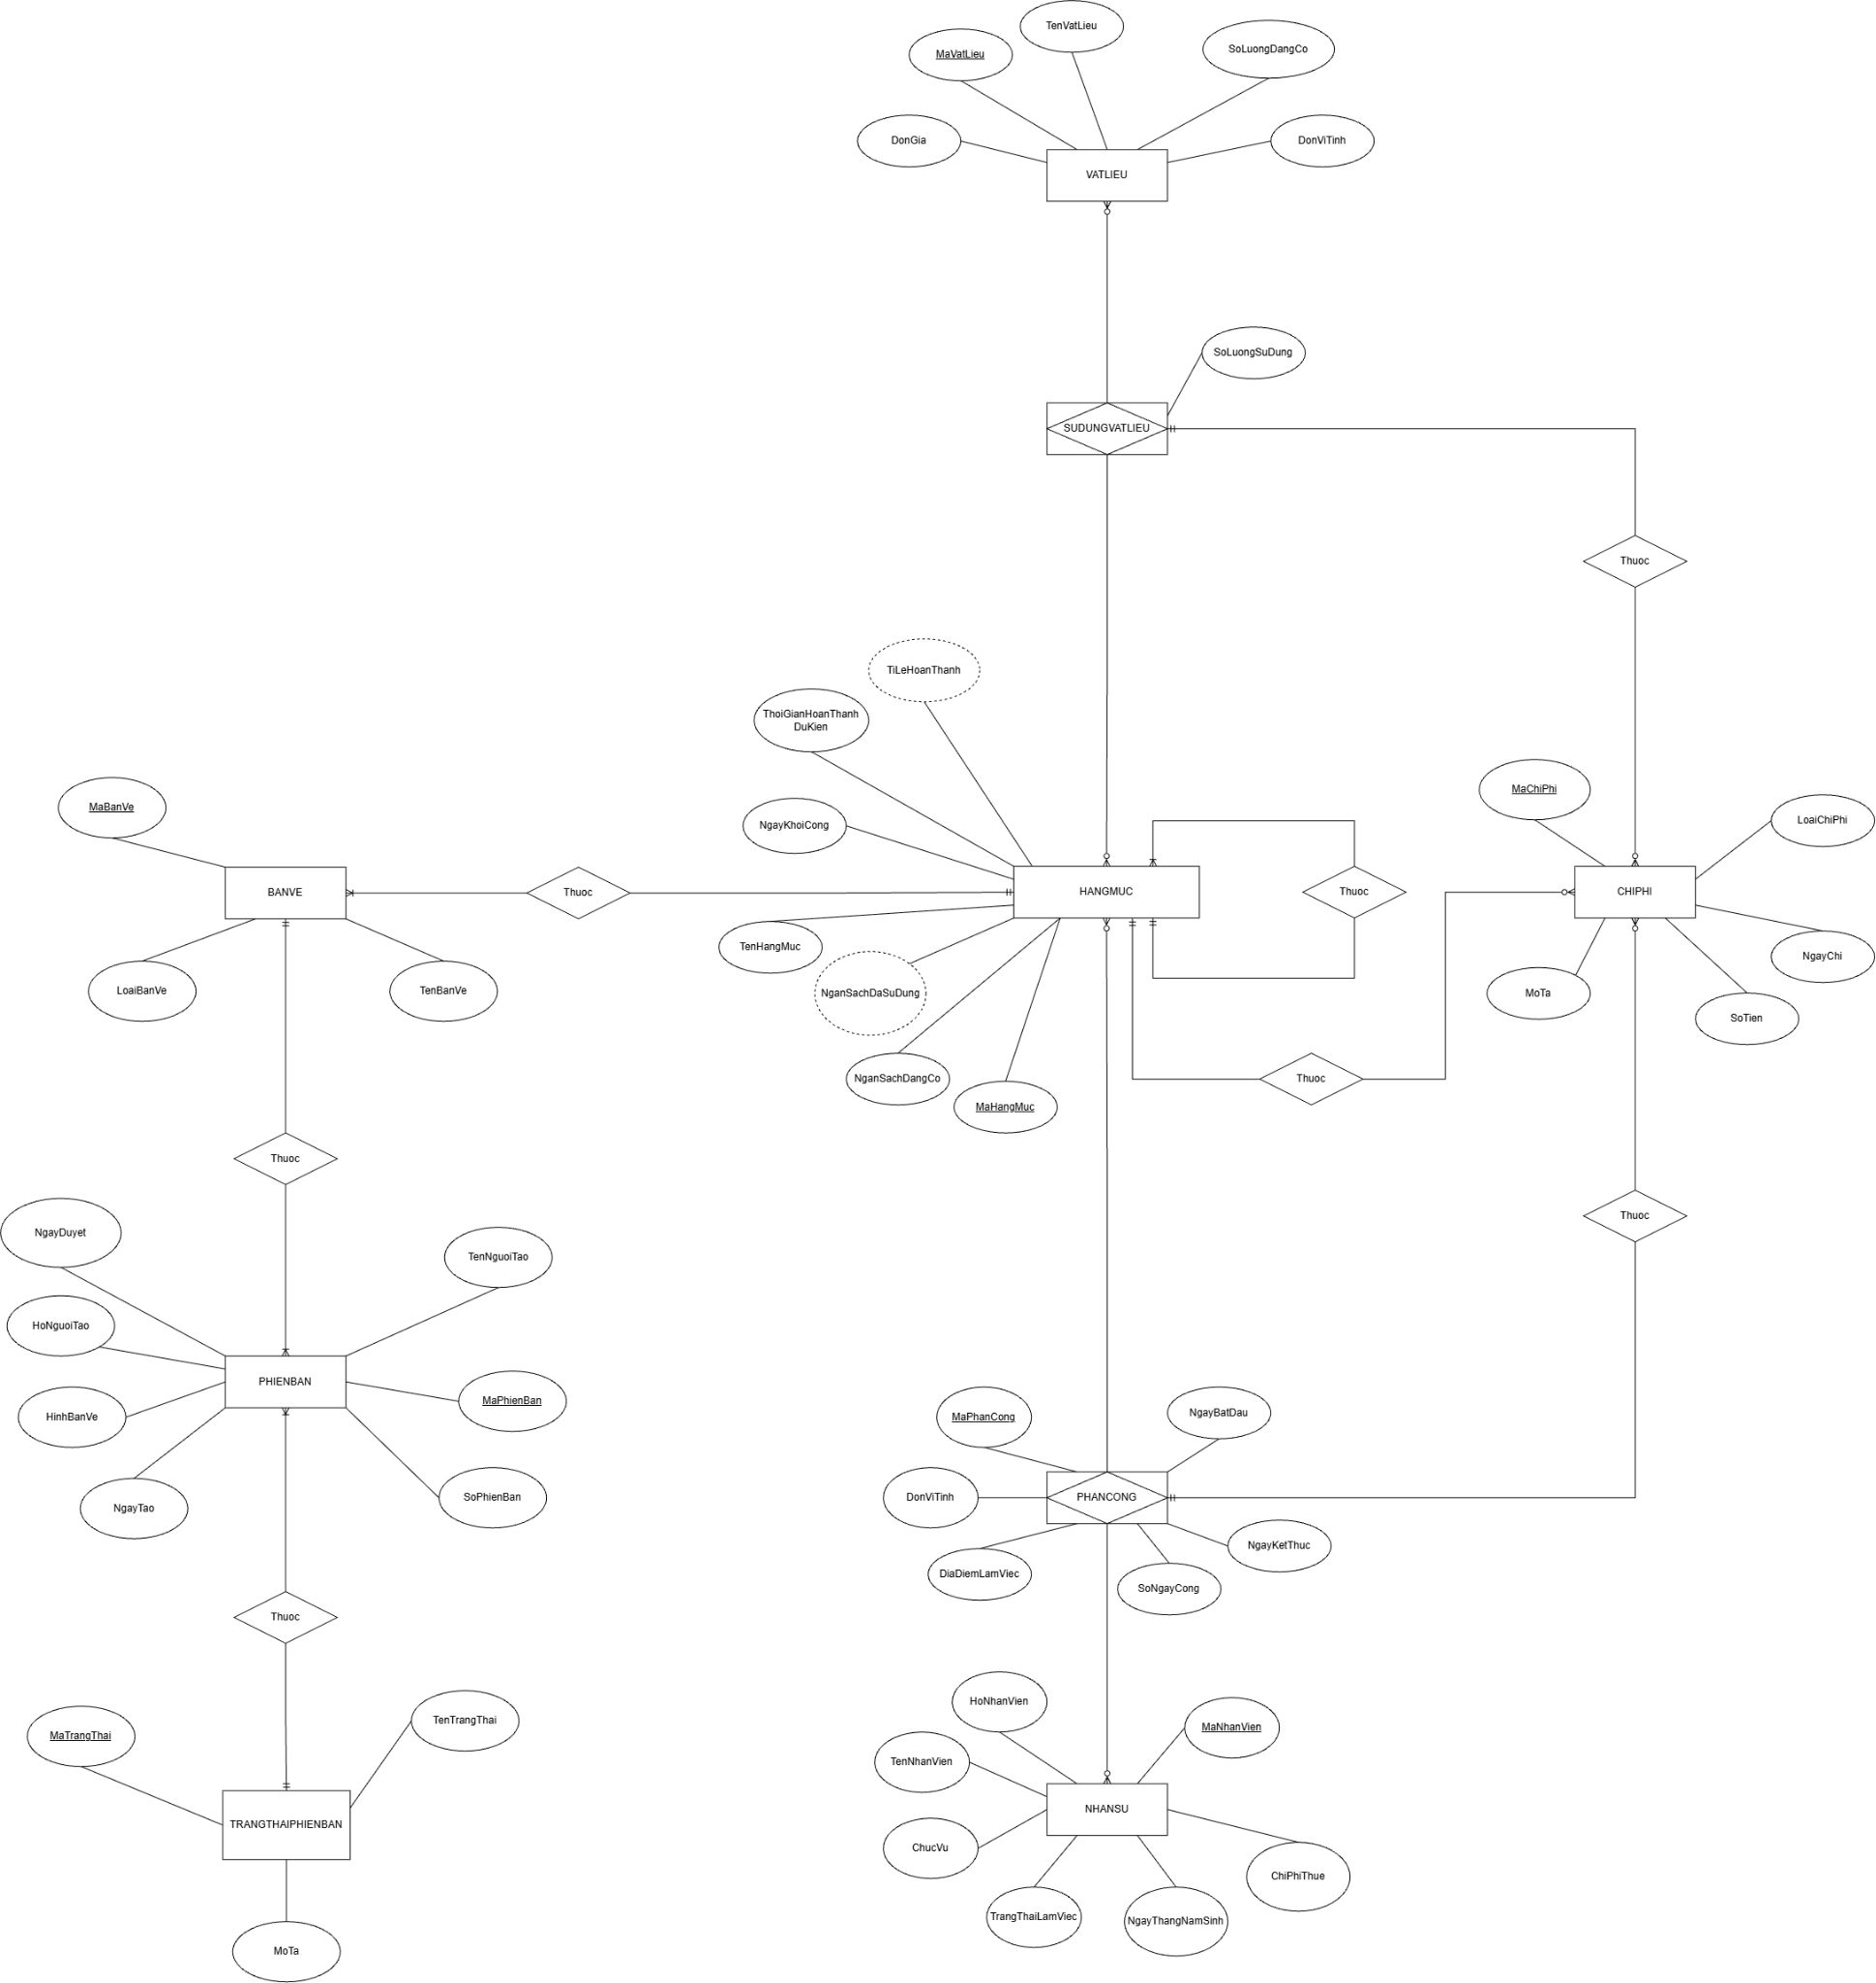 TenVatLieu
MaVatLieu
SoLuongDangCo
DonGia
DonViTinh
VATLIEU
SoLuongSuDung
SUDUNGVATLIEU
Thuoc
TiLeHoanThanh
ThoiGianHoanThanh
DuKien
NgayKhoiCong
MaChiPhi
LoaiChiPhi
MaBanVe
BANVE
Thuoc
HANGMUC
Thuoc
CHIPHI
TenHangMuc
NganSachDaSuDung
NganSachDangCo
MaHangMuc
LoaiBanVe
TenBanVe
MoTa
NgayChi
SoTien
Thuoc
Thuoc
Thuoc
NgayDuyet
TenNguoiTao
HoNguoiTao
PHIENBAN
MaPhienBan
HinhBanVe
NgayTao
SoPhienBan
MaPhanCong
NgayBatDau
DonViTinh
PHANCONG
DiaDiemLamViec
SoNgayCong
NgayKetThuc
Thuoc
HoNhanVien
MaNhanVien
TenNhanVien
NHANSU
ChucVu
TrangThaiLamViec
NgayThangNamSinh
ChiPhiThue
MaTrangThai
TenTrangThai
TRANGTHAIPHIENBAN
MoTa